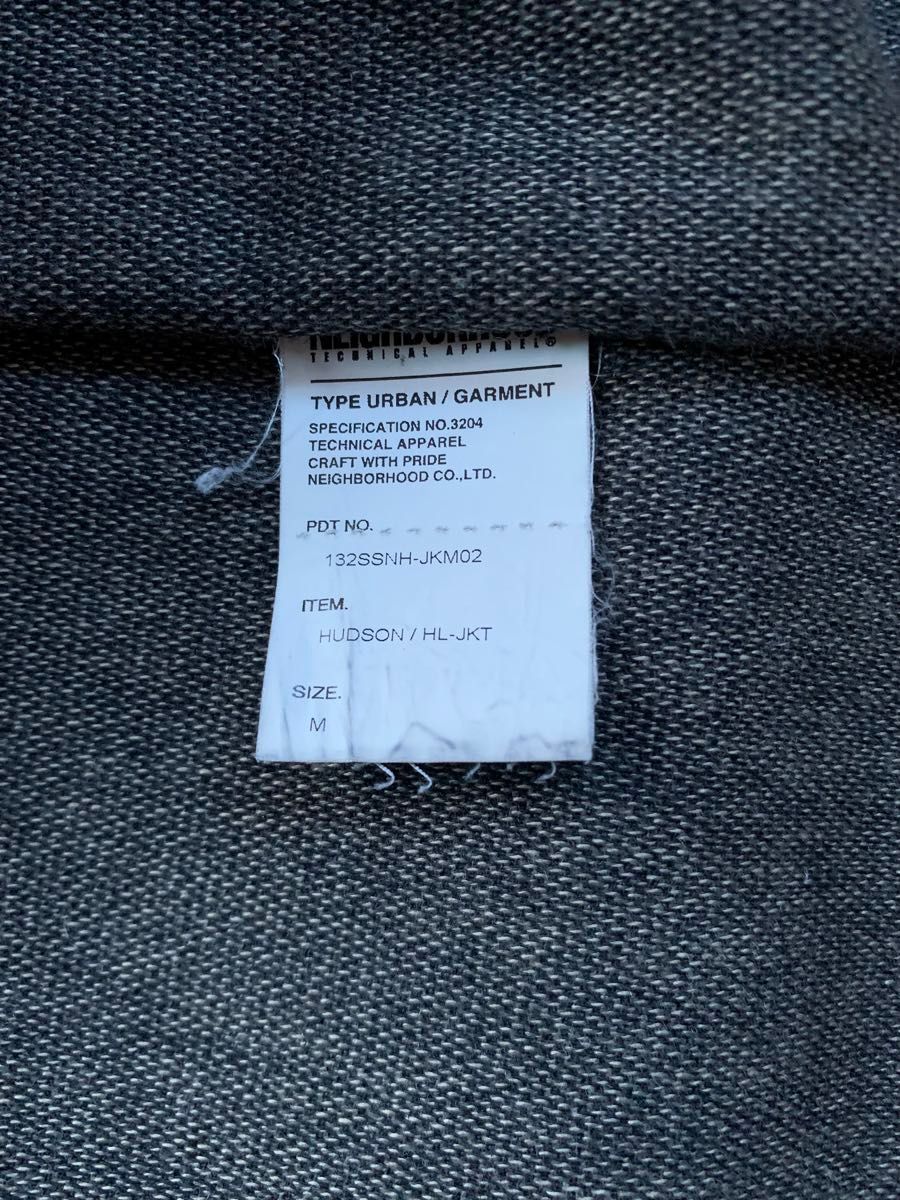 NEIGHBORHOOD
TECHNICAL APPAREL®
TYPE URBAN / GARMENT
SPECIFICATION NO.3204
TECHNICAL APPAREL
CRAFT WITH PRIDE
NEIGHBORHOOD CO.,LTD.
PDT NO.
132SSNH-JKM02
ITEM.
HUDSON / HL-JKT
SIZE.
M